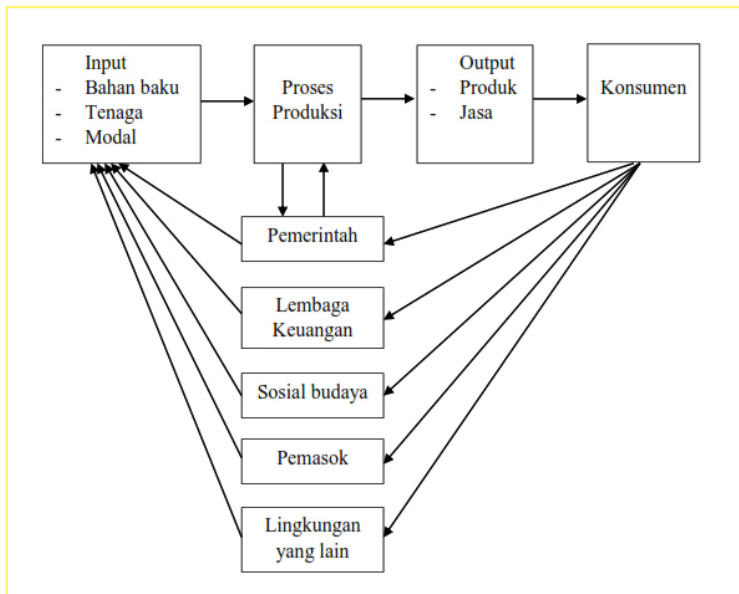 Input
- Bahan baku
- Tenaga
- Modal
Proses
Produksi
Output
- Produk
- Jasa
Konsumen
Pemerintah
Lembaga
Keuangan
Sosial budaya
Pemasok
Lingkungan
yang lain